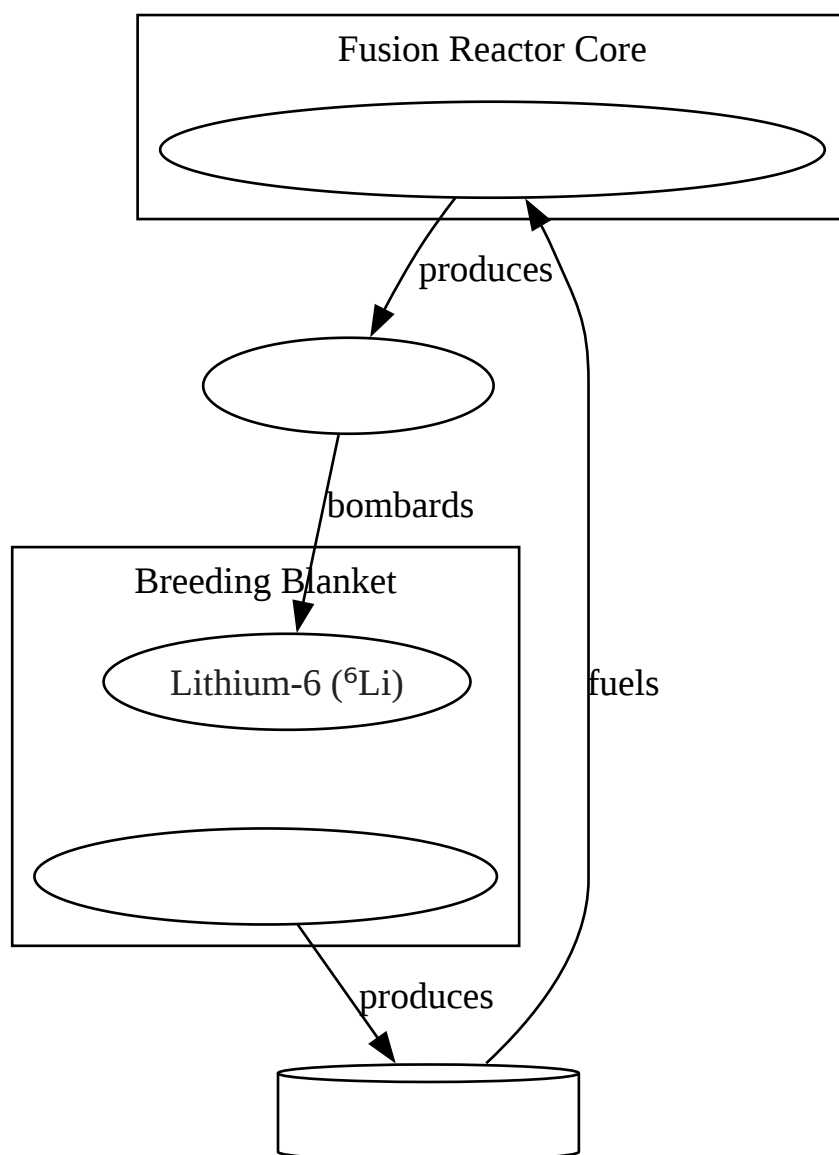 Fusion Reactor Core
produces
bombards
Breeding Blanket
Lithium-6 (⁶Li)
fuels
produces